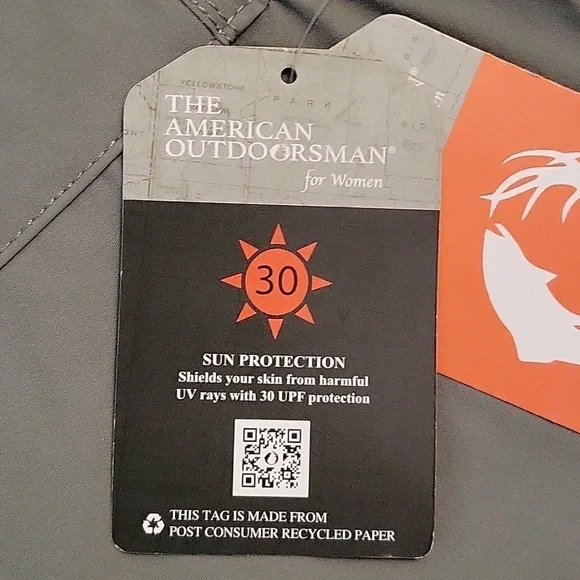 YELLOWSTONE
PARK
THE
AMERICAN
OUTDOORSMAN®
for Women
30
SUN PROTECTION
Shields your skin from harmful
UV rays with 30 UPF protection
THIS TAG IS MADE FROM
POST CONSUMER RECYCLED PAPER
BIG